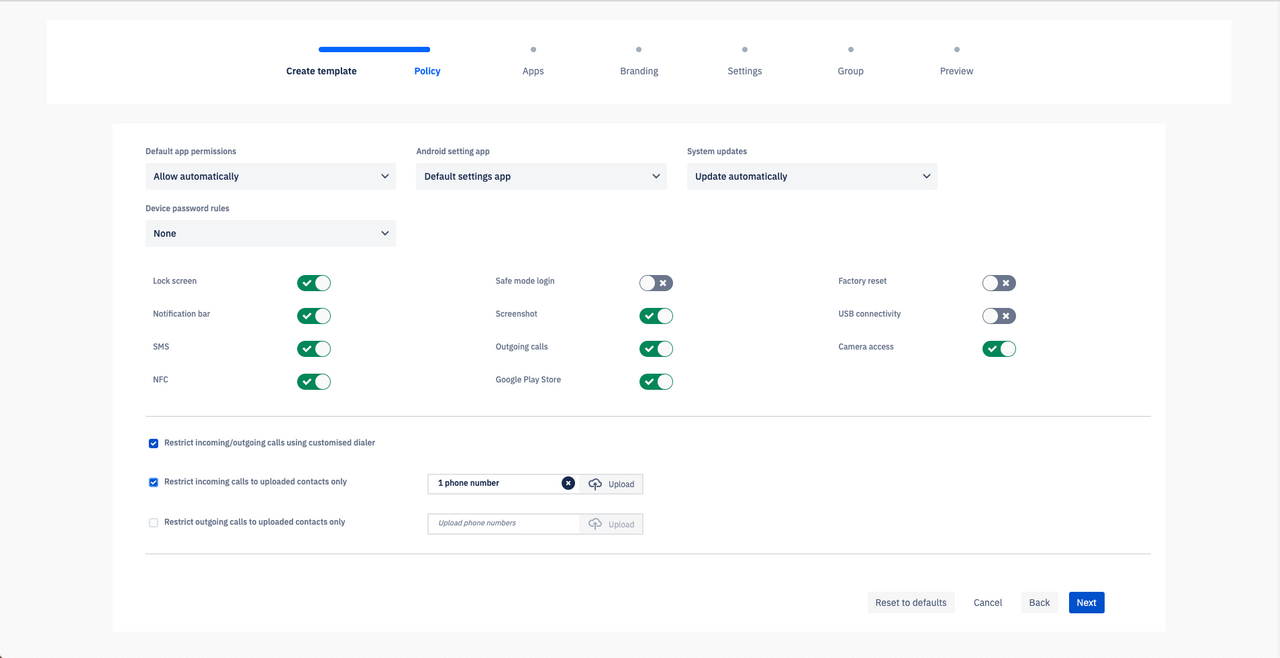 Create template
Policy
Apps
Branding
Settings
Group
Preview
Default app permissions
Android setting app
System updates
Allow automatically
Default settings app
Update automatically
Device password rules
None
Lock screen
Safe mode login
Factory reset
Notification bar
Screenshot
USB connectivity
SMS
Outgoing calls
Camera access
NFC
Google Play Store
Restrict incoming/outgoing calls using customised dialer
Restrict incoming calls to uploaded contacts only
1 phone number
Upload
Restrict outgoing calls to uploaded contacts only
Upload phone numbers
Upload
Reset to defaults
Cancel
Back
Next